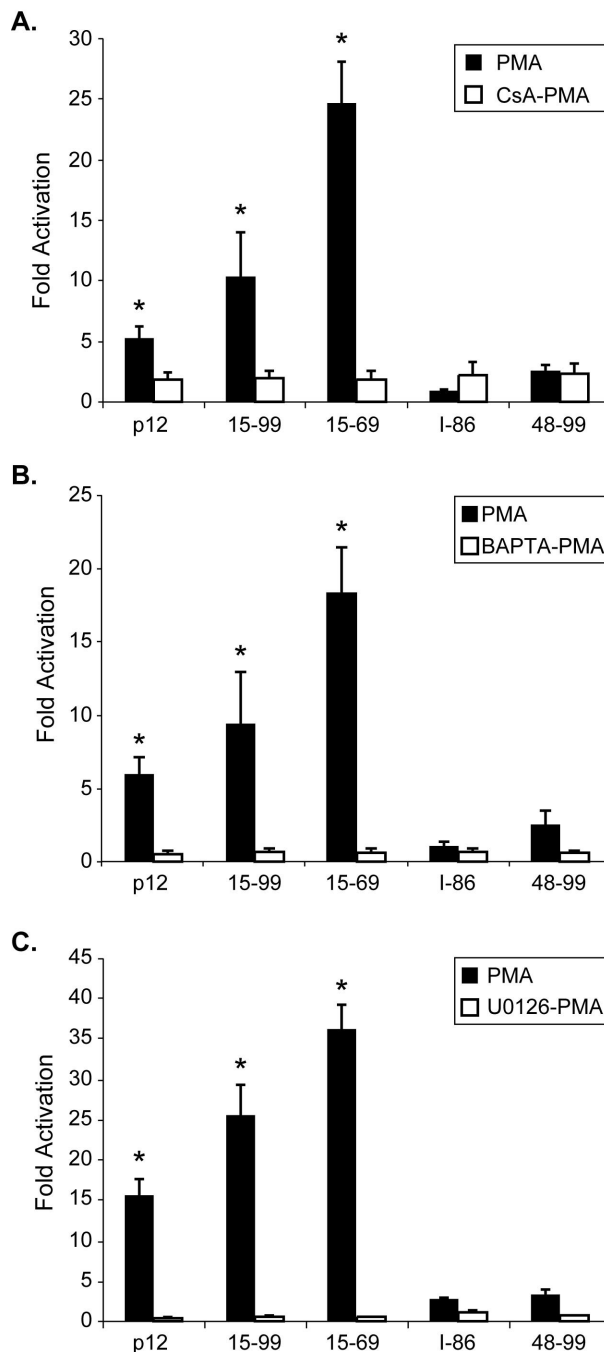 A.
30
25
20
15
10
5
0
Fold Activation
PMA
CsA-PMA
*
*
*
p12
15-99
15-69
I-86
48-99
B.
25
20
15
10
5
0
Fold Activation
PMA
BAPTA-PMA
*
*
*
p12
15-99
15-69
I-86
48-99
C.
45
40
35
30
25
20
15
10
5
0
Fold Activation
PMA
U0126-PMA
*
*
*
p12
15-99
15-69
I-86
48-99